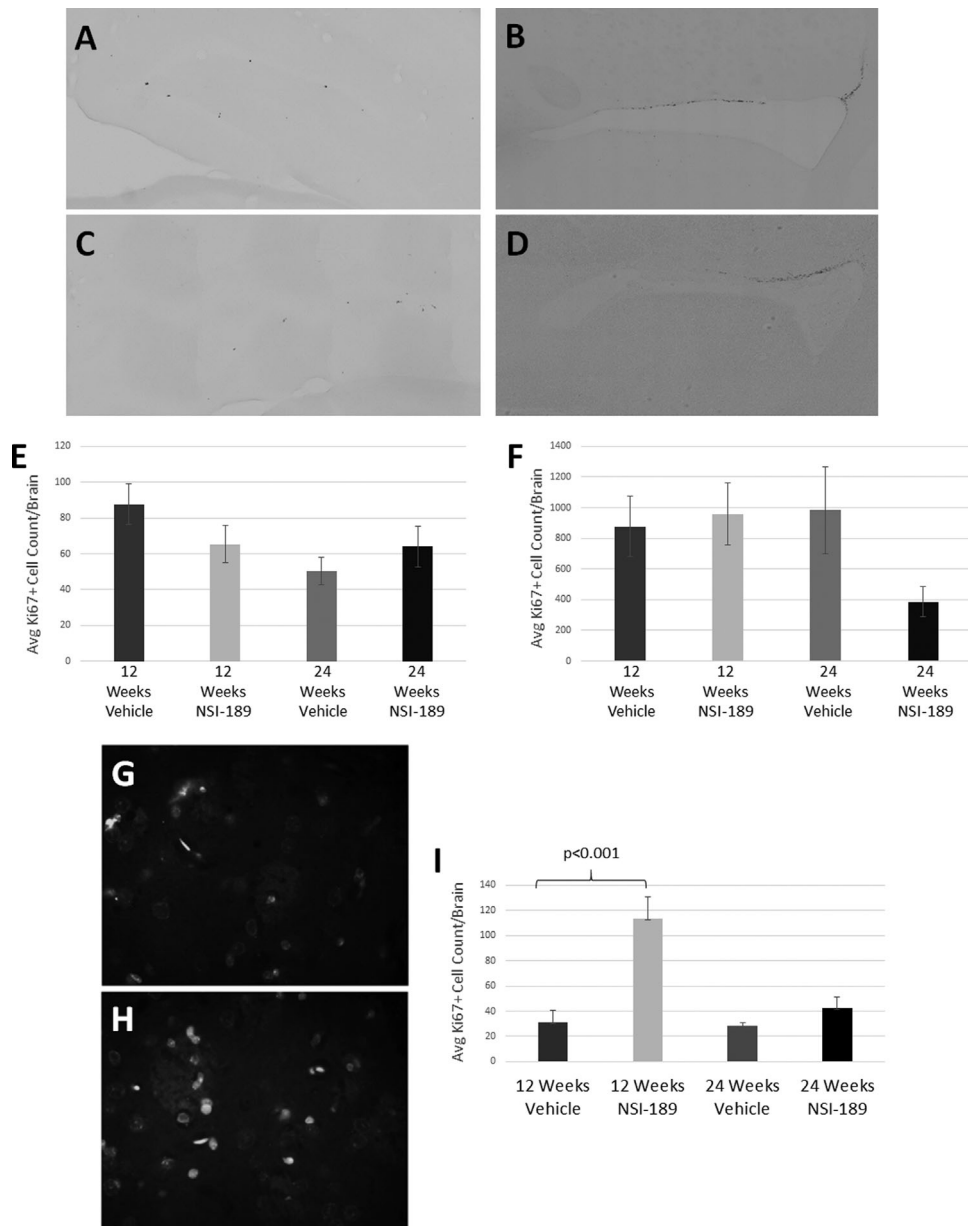 A
B
C
D
E
Avg Ki67+ Cell Count/Brain
120
100
80
60
40
20
0
12
Weeks
Vehicle
12
Weeks
NSI-189
24
Weeks
Vehicle
24
Weeks
NSI-189
F
Avg Ki67+ Cell Count/Brain
1400
1200
1000
800
600
400
200
0
12
Weeks
Vehicle
12
Weeks
NSI-189
24
Weeks
Vehicle
24
Weeks
NSI-189
G
H
I
p<0.001
Avg Ki67+ Cell Count/Brain
140
120
100
80
60
40
20
0
12 Weeks
Vehicle
12 Weeks
NSI-189
24 Weeks
Vehicle
24 Weeks
NSI-189